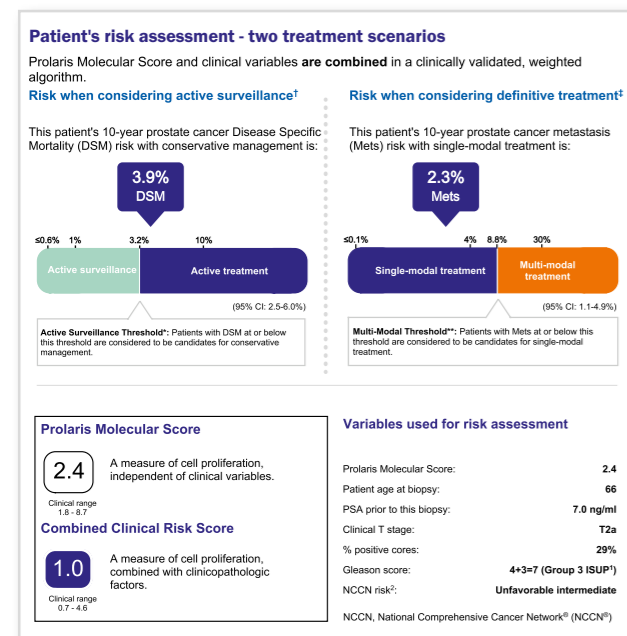 Patient's risk assessment - two treatment scenarios
Prolaris Molecular Score and clinical variables are combined in a clinically validated, weighted
algorithm.
Risk when considering active surveillance†
This patient's 10-year prostate cancer Disease Specific
Mortality (DSM) risk with conservative management is:
3.9%
DSM
≤0.6% 1% 3.2% 10%
Active surveillance Active treatment
(95% CI: 2.5-6.0%)
Active Surveillance Threshold*: Patients with DSM at or below
this threshold are considered to be candidates for conservative
management.
Risk when considering definitive treatment‡
This patient's 10-year prostate cancer metastasis
(Mets) risk with single-modal treatment is:
2.3%
Mets
≤0.1% 4% 8.8% 30%
Single-modal treatment Multi-modal
treatment
(95% CI: 1.1-4.9%)
Multi-Modal Threshold**: Patients with Mets at or below this
threshold are considered to be candidates for single-modal
treatment.
Prolaris Molecular Score
2.4
A measure of cell proliferation,
independent of clinical variables.
Clinical range
1.8 - 8.7
Combined Clinical Risk Score
1.0
A measure of cell proliferation,
combined with clinicopathologic
factors.
Clinical range
0.7 - 4.6
Variables used for risk assessment
Prolaris Molecular Score: 2.4
Patient age at biopsy: 66
PSA prior to this biopsy: 7.0 ng/ml
Clinical T stage: T2a
% positive cores: 29%
Gleason score: 4+3=7 (Group 3 ISUP¹)
NCCN risk²: Unfavorable intermediate
NCCN, National Comprehensive Cancer Network® (NCCN®)